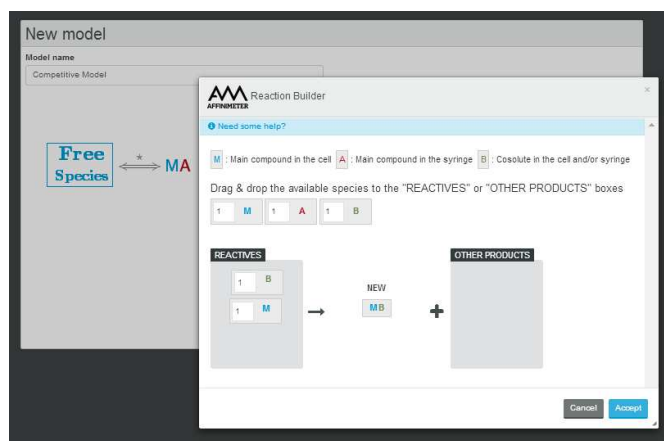 New model
Model name
Competitive Model
Free
Species
*
MA
AFFINIMETER
Reaction Builder
×
Need some help?
M : Main compound in the cell A : Main compound in the syringe B : Cosolute in the cell and/or syringe
Drag & drop the available species to the "REACTIVES" or "OTHER PRODUCTS" boxes
1 M 1 A 1 B
REACTIVES
OTHER PRODUCTS
1 B
NEW
1 M
→
MB
+
Cancel
Accept